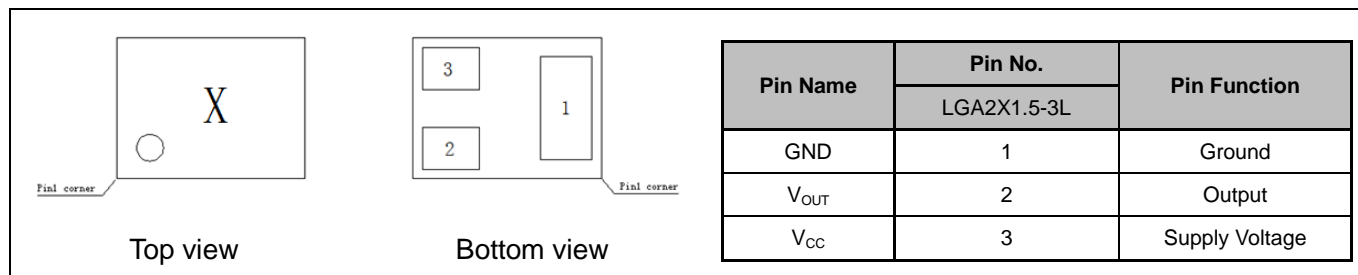 X
Pin1 corner
Top view
3
1
2
Pin1 corner
Bottom view
Pin Name Pin No. Pin Function
LGA2X1.5-3L
GND 1 Ground
VOUT 2 Output
VCC 3 Supply Voltage